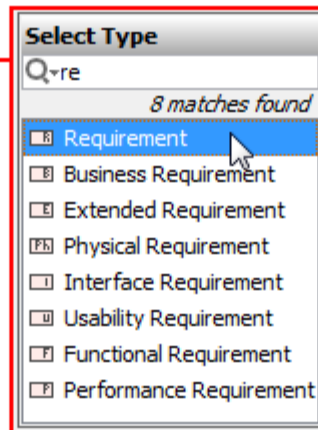 Select Type
re
8 matches found
R Requirement
B Business Requirement
E Extended Requirement
Ph Physical Requirement
I Interface Requirement
U Usability Requirement
F Functional Requirement
P Performance Requirement